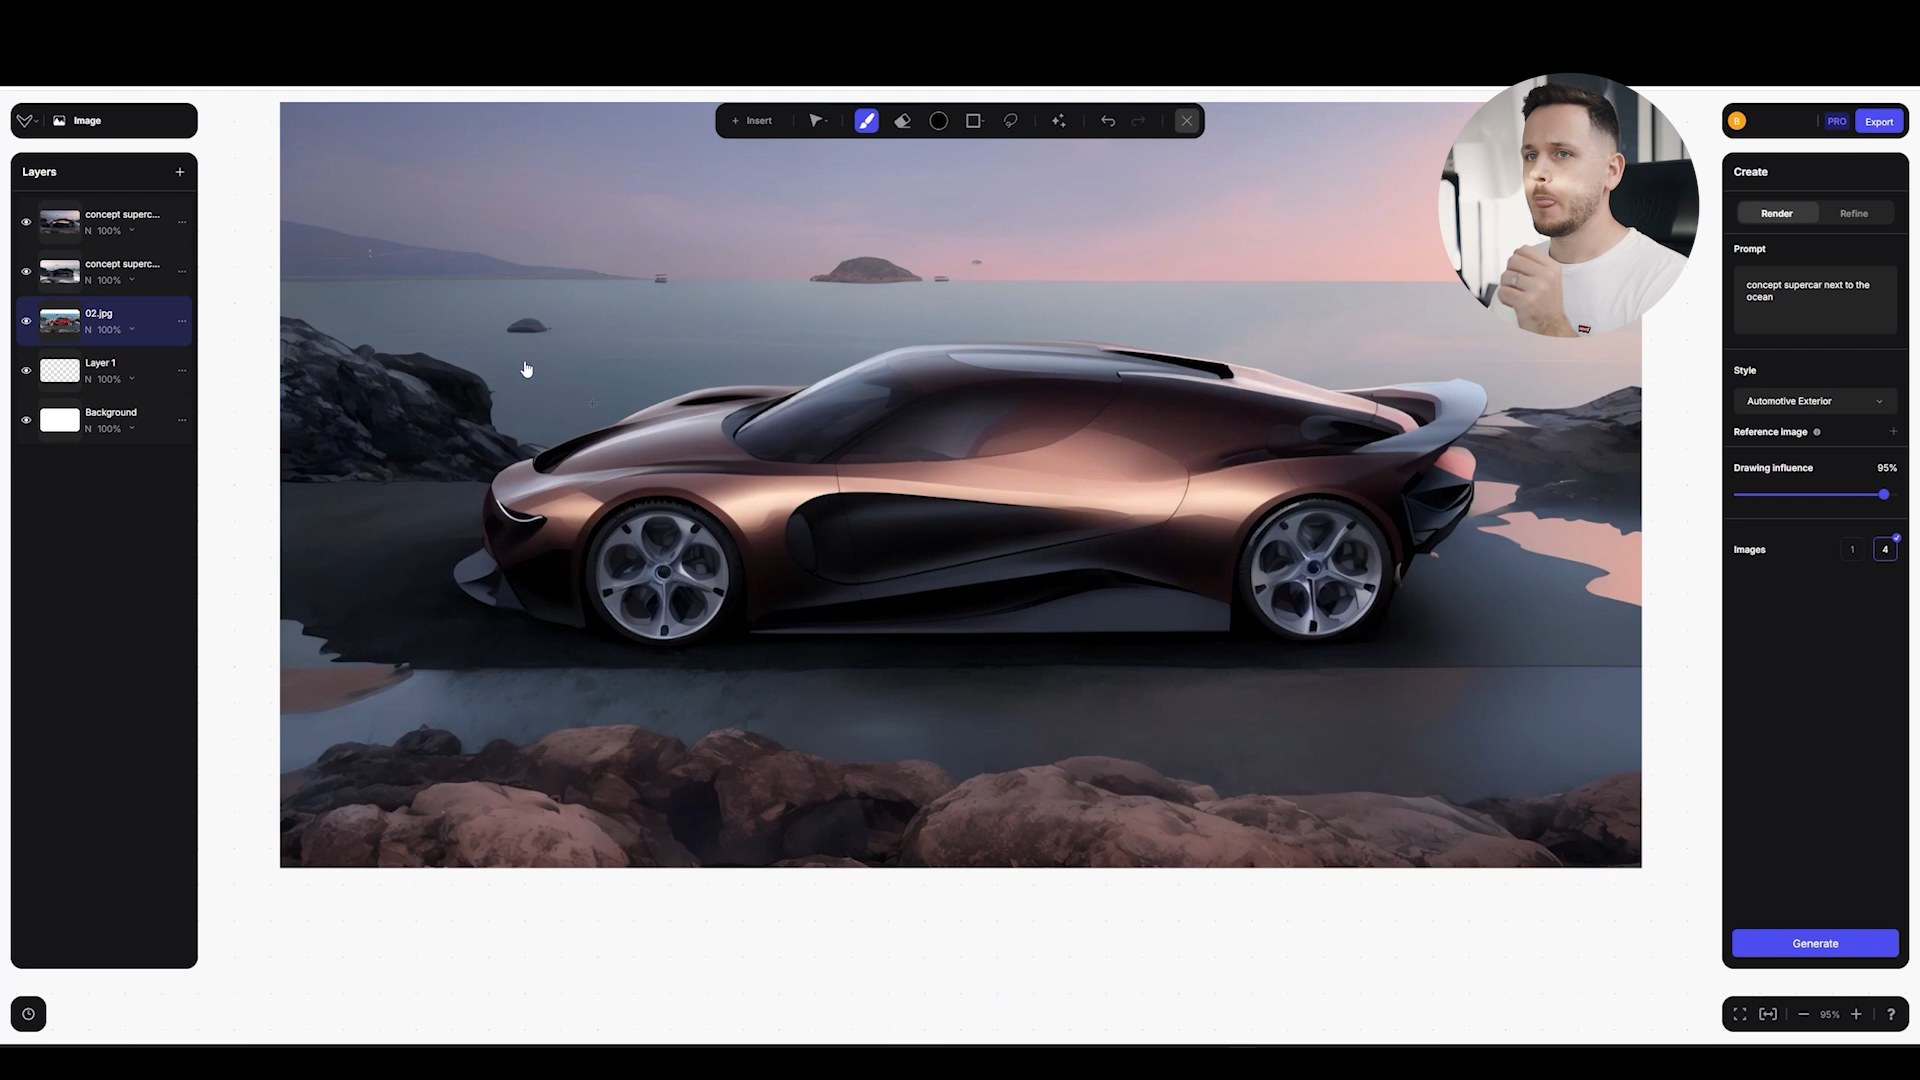 Image
Insert
B
PRO
Export
Layers
concept superc...
N 100%
concept superc...
N 100%
02.jpg
N 100%
Layer 1
N 100%
Background
N 100%
Create
Render
Refine
Prompt
concept supercar next to the
ocean
Style
Automotive Exterior
Reference image
Drawing influence
95%
Images
1
4
Generate
95%
?